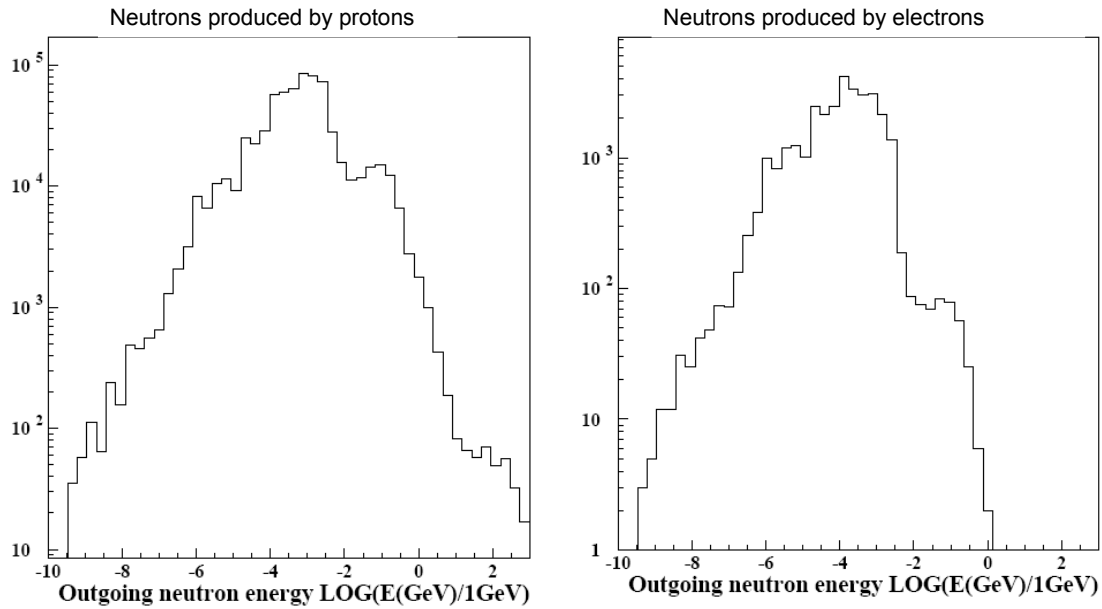 Neutrons produced by protons
10 5
10 4
10 3
10 2
10
-10 -8 -6 -4 -2 0 2
Outgoing neutron energy LOG(E(GeV)/1GeV)
Neutrons produced by electrons
10 3
10 2
10
1
-10 -8 -6 -4 -2 0 2
Outgoing neutron energy LOG(E(GeV)/1GeV)